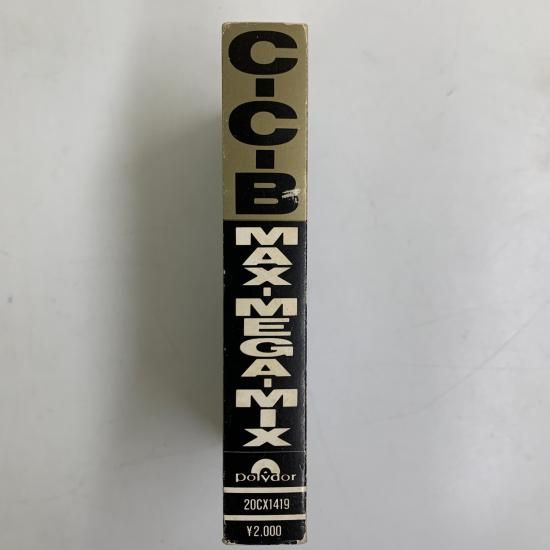 C-C-B
MAX-MEGA-MIX
polydor
20CX1419
¥2,000